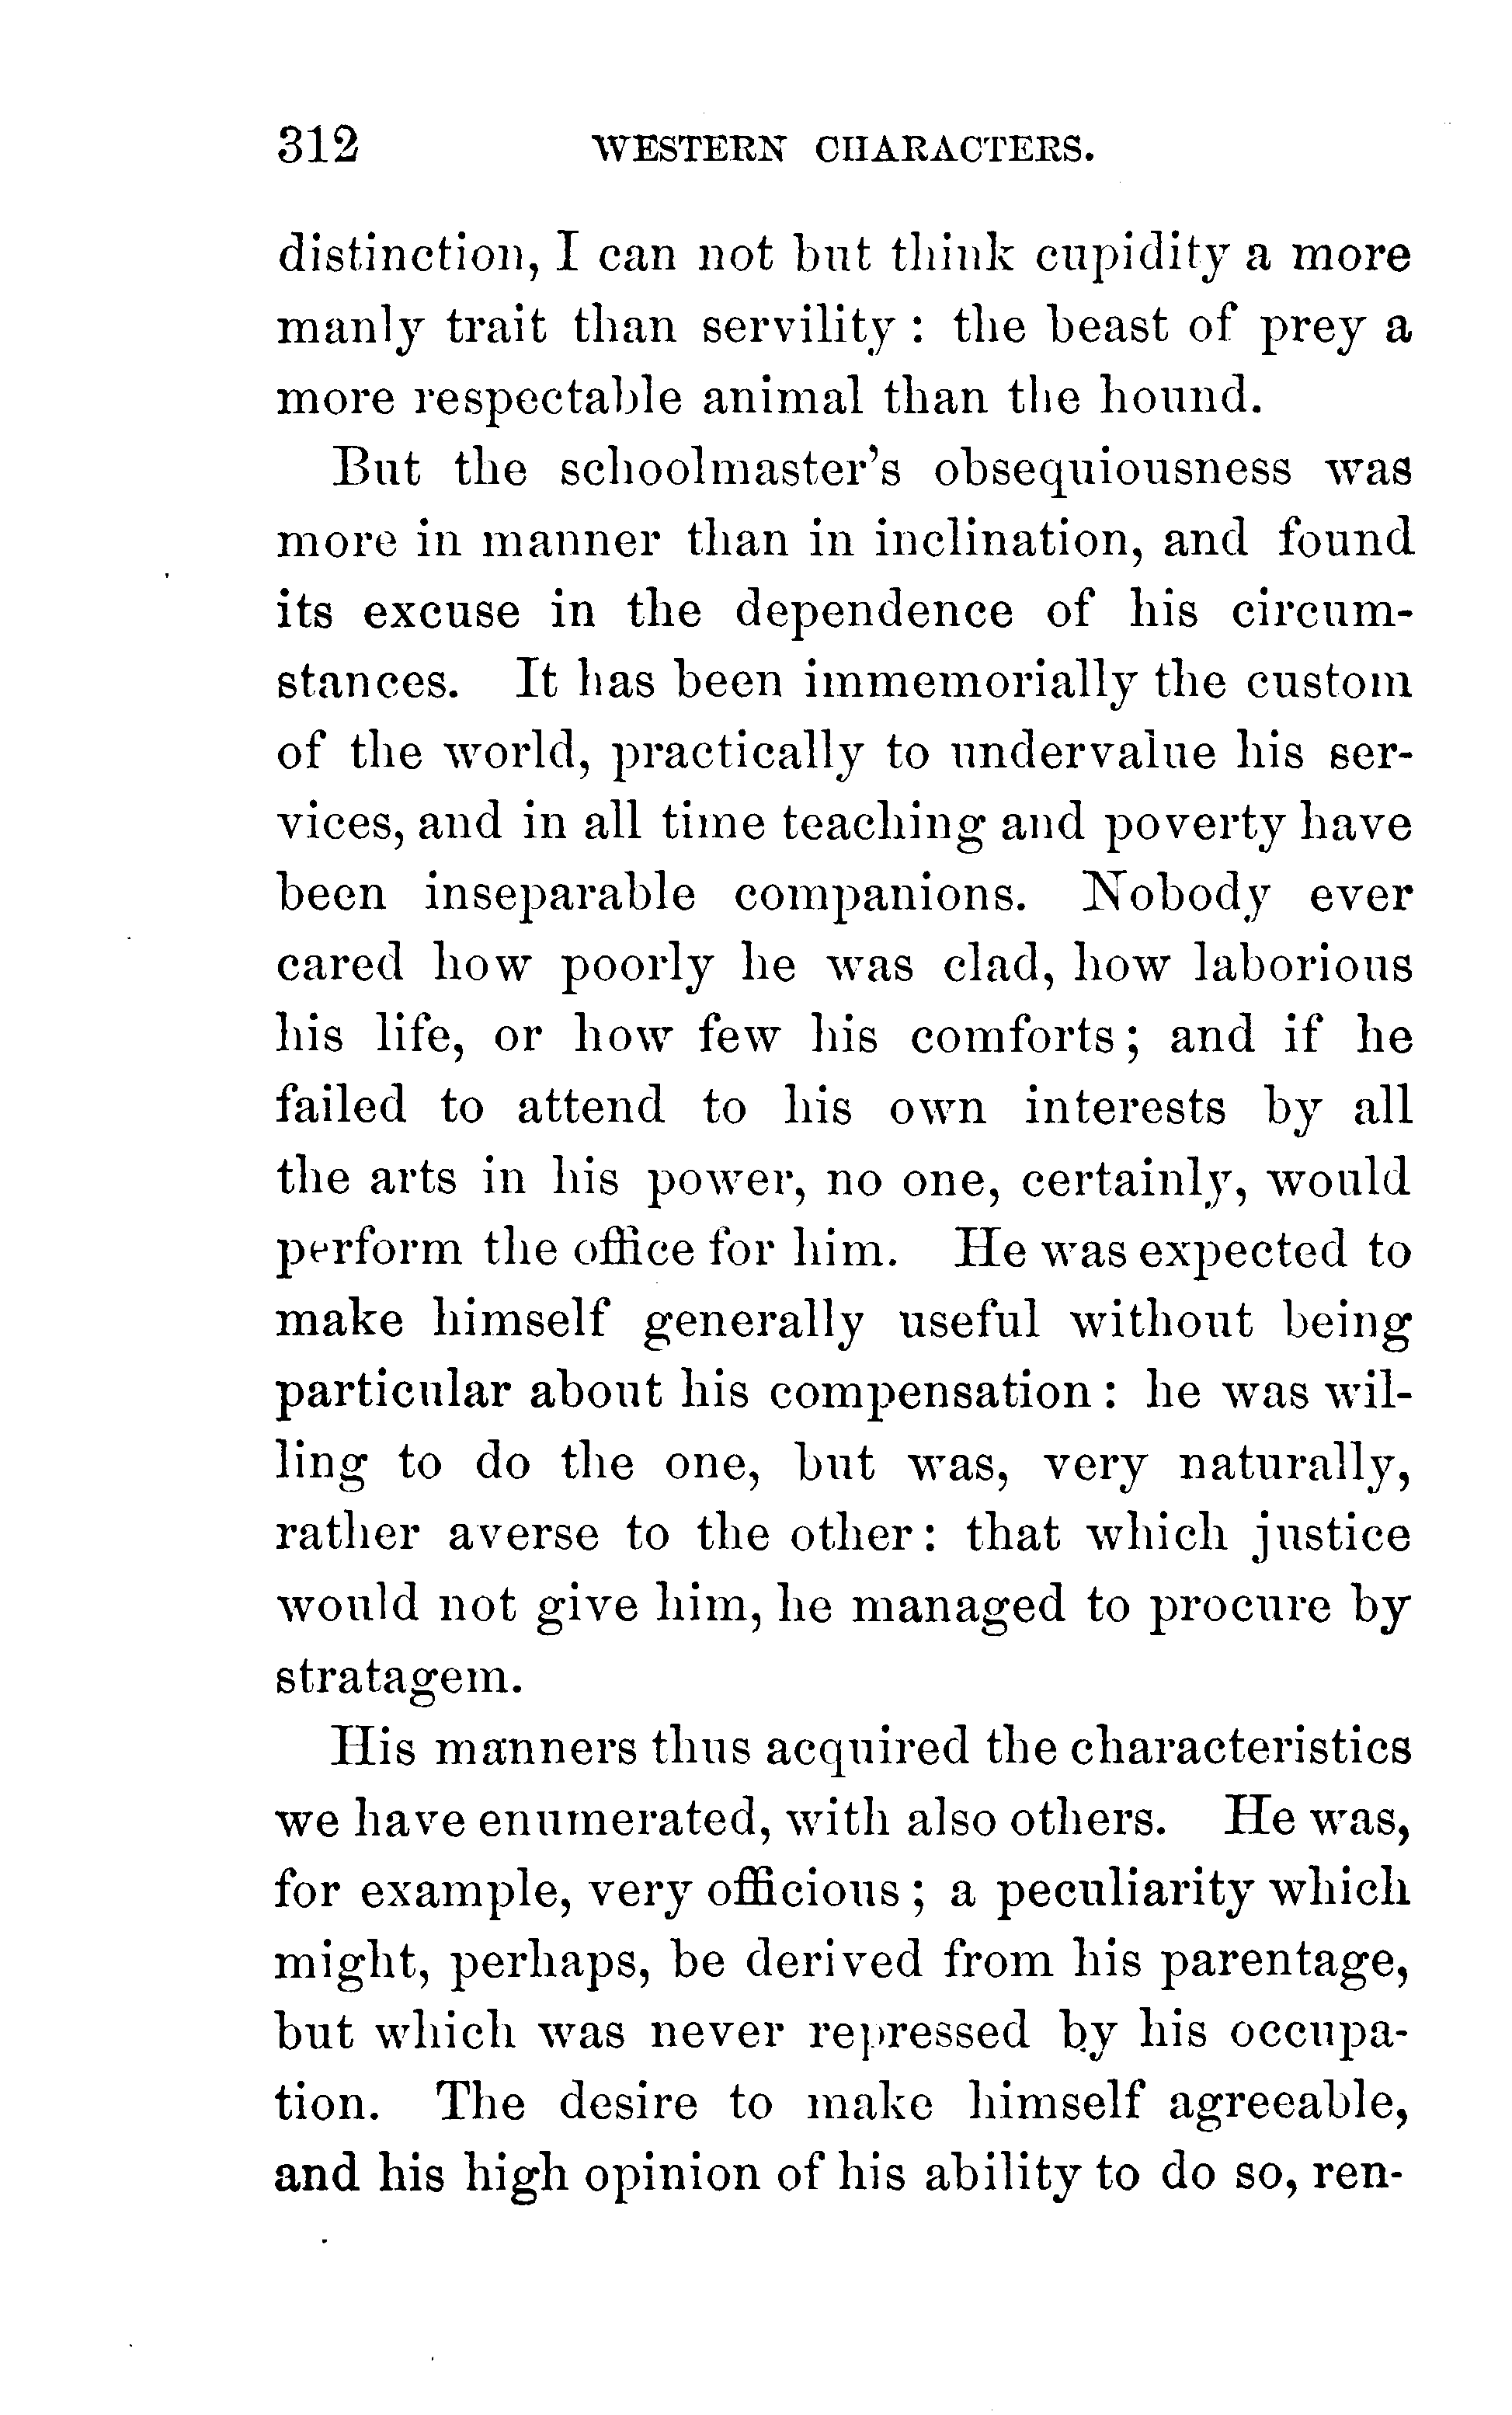 312 WESTERN CHARACTERS.
distinction, I can not but think cupidity a more
manly trait than servility : the beast of prey a
more respectable animal than the hound.
But the schoolmaster's obsequiousness was
more in manner than in inclination, and found
its excuse in the dependence of his circum-
stances. It has been immemorially the custom
of the world, practically to undervalue his ser-
vices, and in all time teaching and poverty have
been inseparable companions. Nobody ever
cared how poorly he was clad, how laborious
his life, or how few his comforts; and if he
failed to attend to his own interests by all
the arts in his power, no one, certainly, would
perform the office for him. He was expected to
make himself generally useful without being
particular about his compensation : he was wil-
ling to do the one, but was, very naturally,
rather averse to the other: that which justice
would not give him, he managed to procure by
stratagem.
His manners thus acquired the characteristics
we have enumerated, with also others. He was,
for example, very officious; a peculiarity which
might, perhaps, be derived from his parentage,
but which was never repressed by his occupa-
tion. The desire to make himself agreeable,
and his high opinion of his ability to do so, ren-